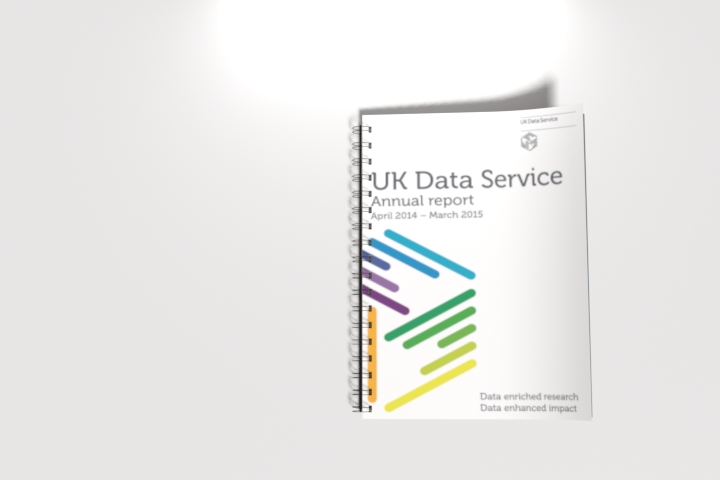 UK Data Service
UK Data Service
Annual report
April 2014 – March 2015
Data enriched research
Data enhanced impact